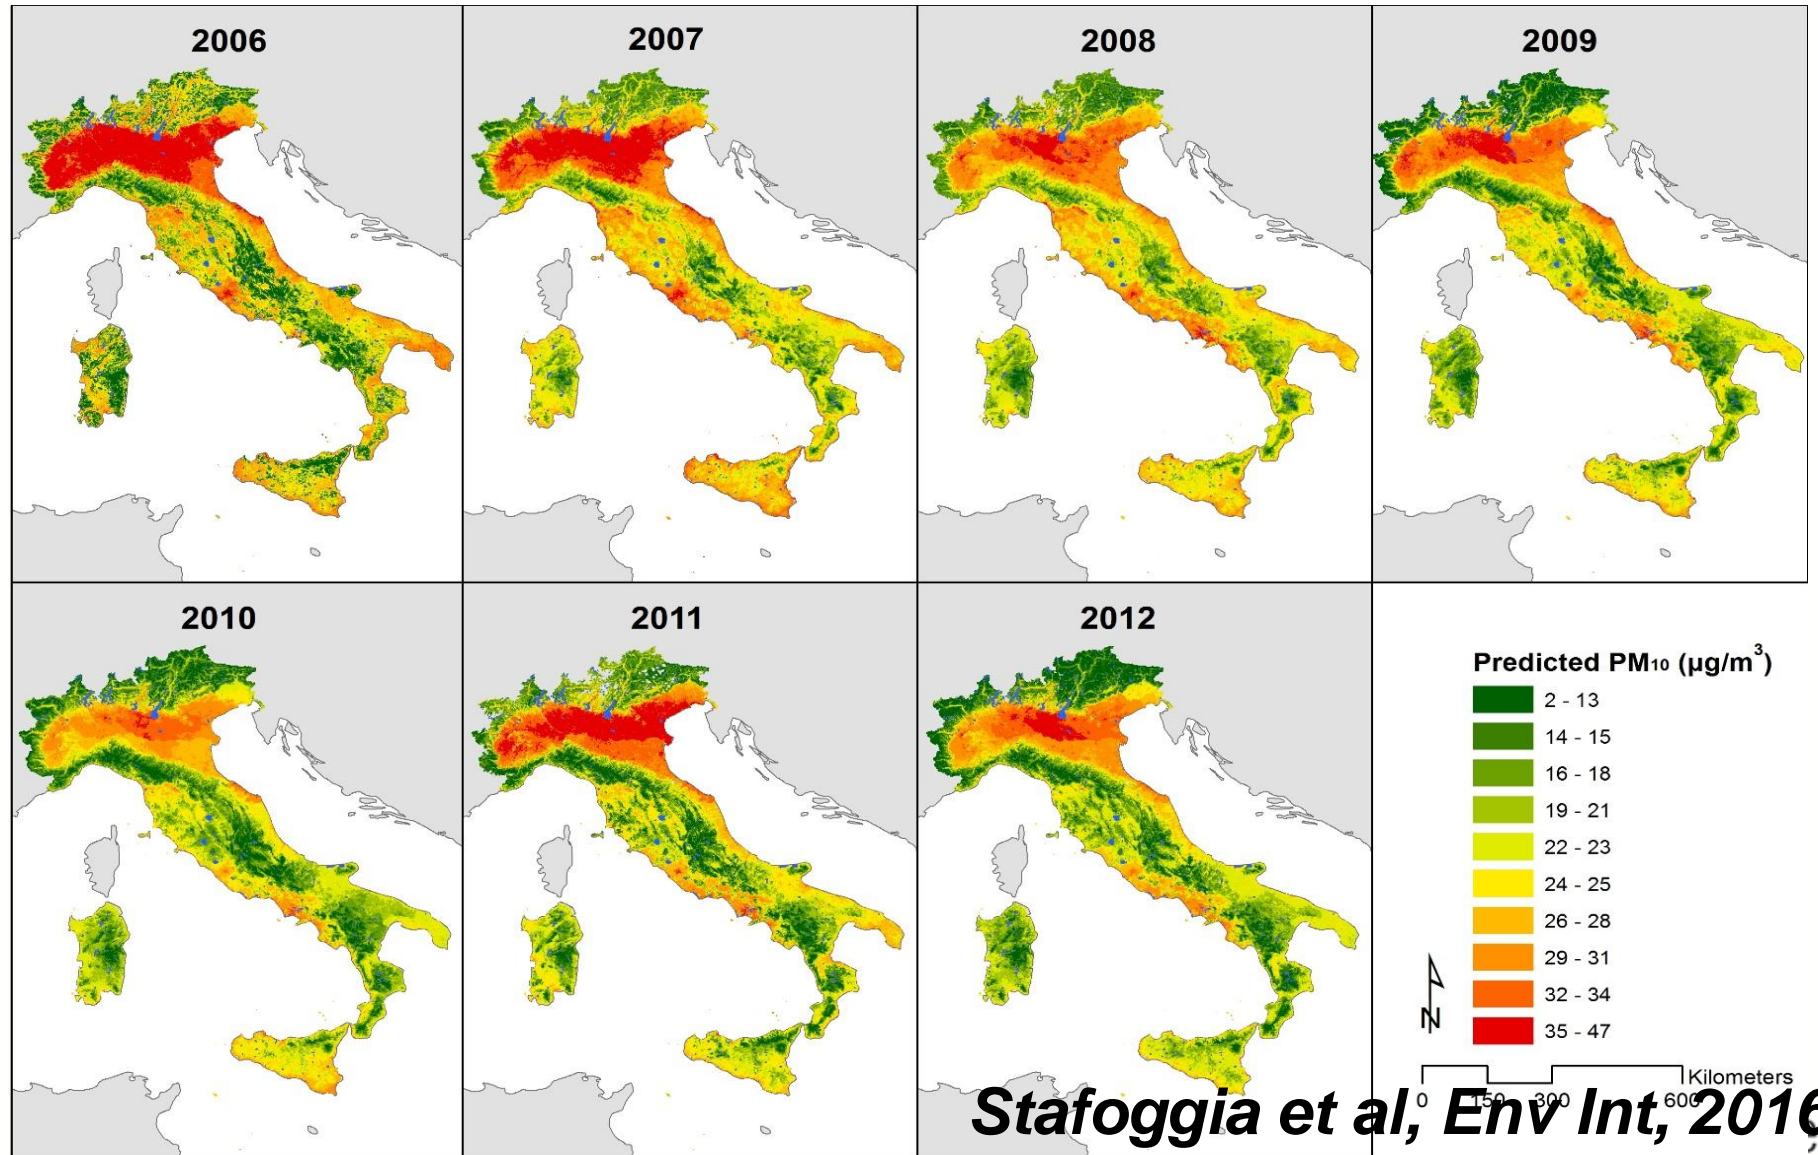 2006
2007
2008
2009
2010
2011
2012
Predicted PM₁₀ (µg/m³)
2 - 13
14 - 15
16 - 18
19 - 21
22 - 23
24 - 25
26 - 28
29 - 31
32 - 34
35 - 47
N
Kilometers
0 150 300 600
Stafoggia et al, Env Int, 2016